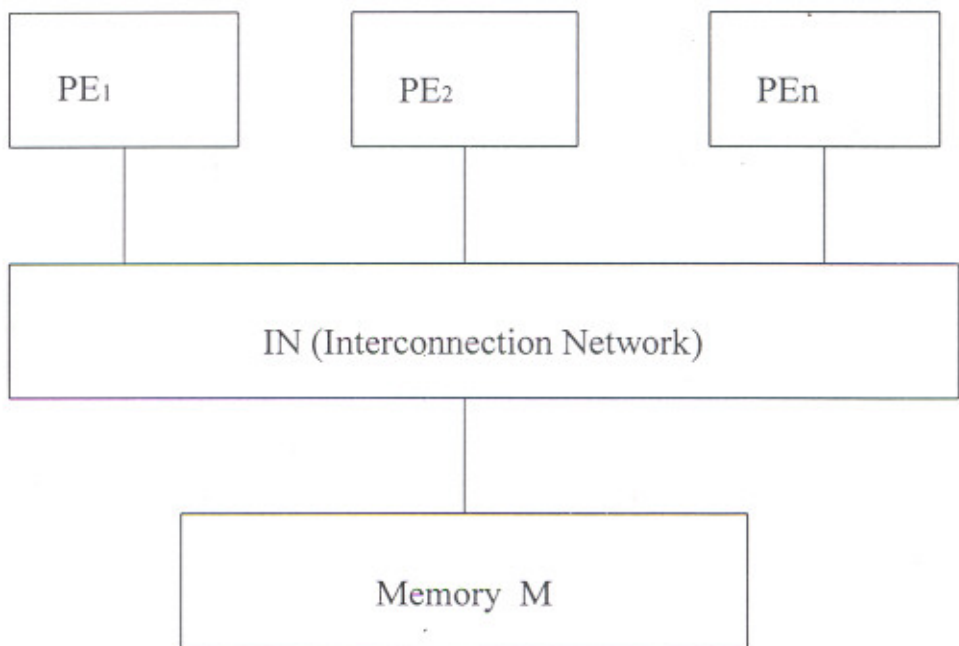 PE₁
PE₂
PEn
IN (Interconnection Network)
Memory M